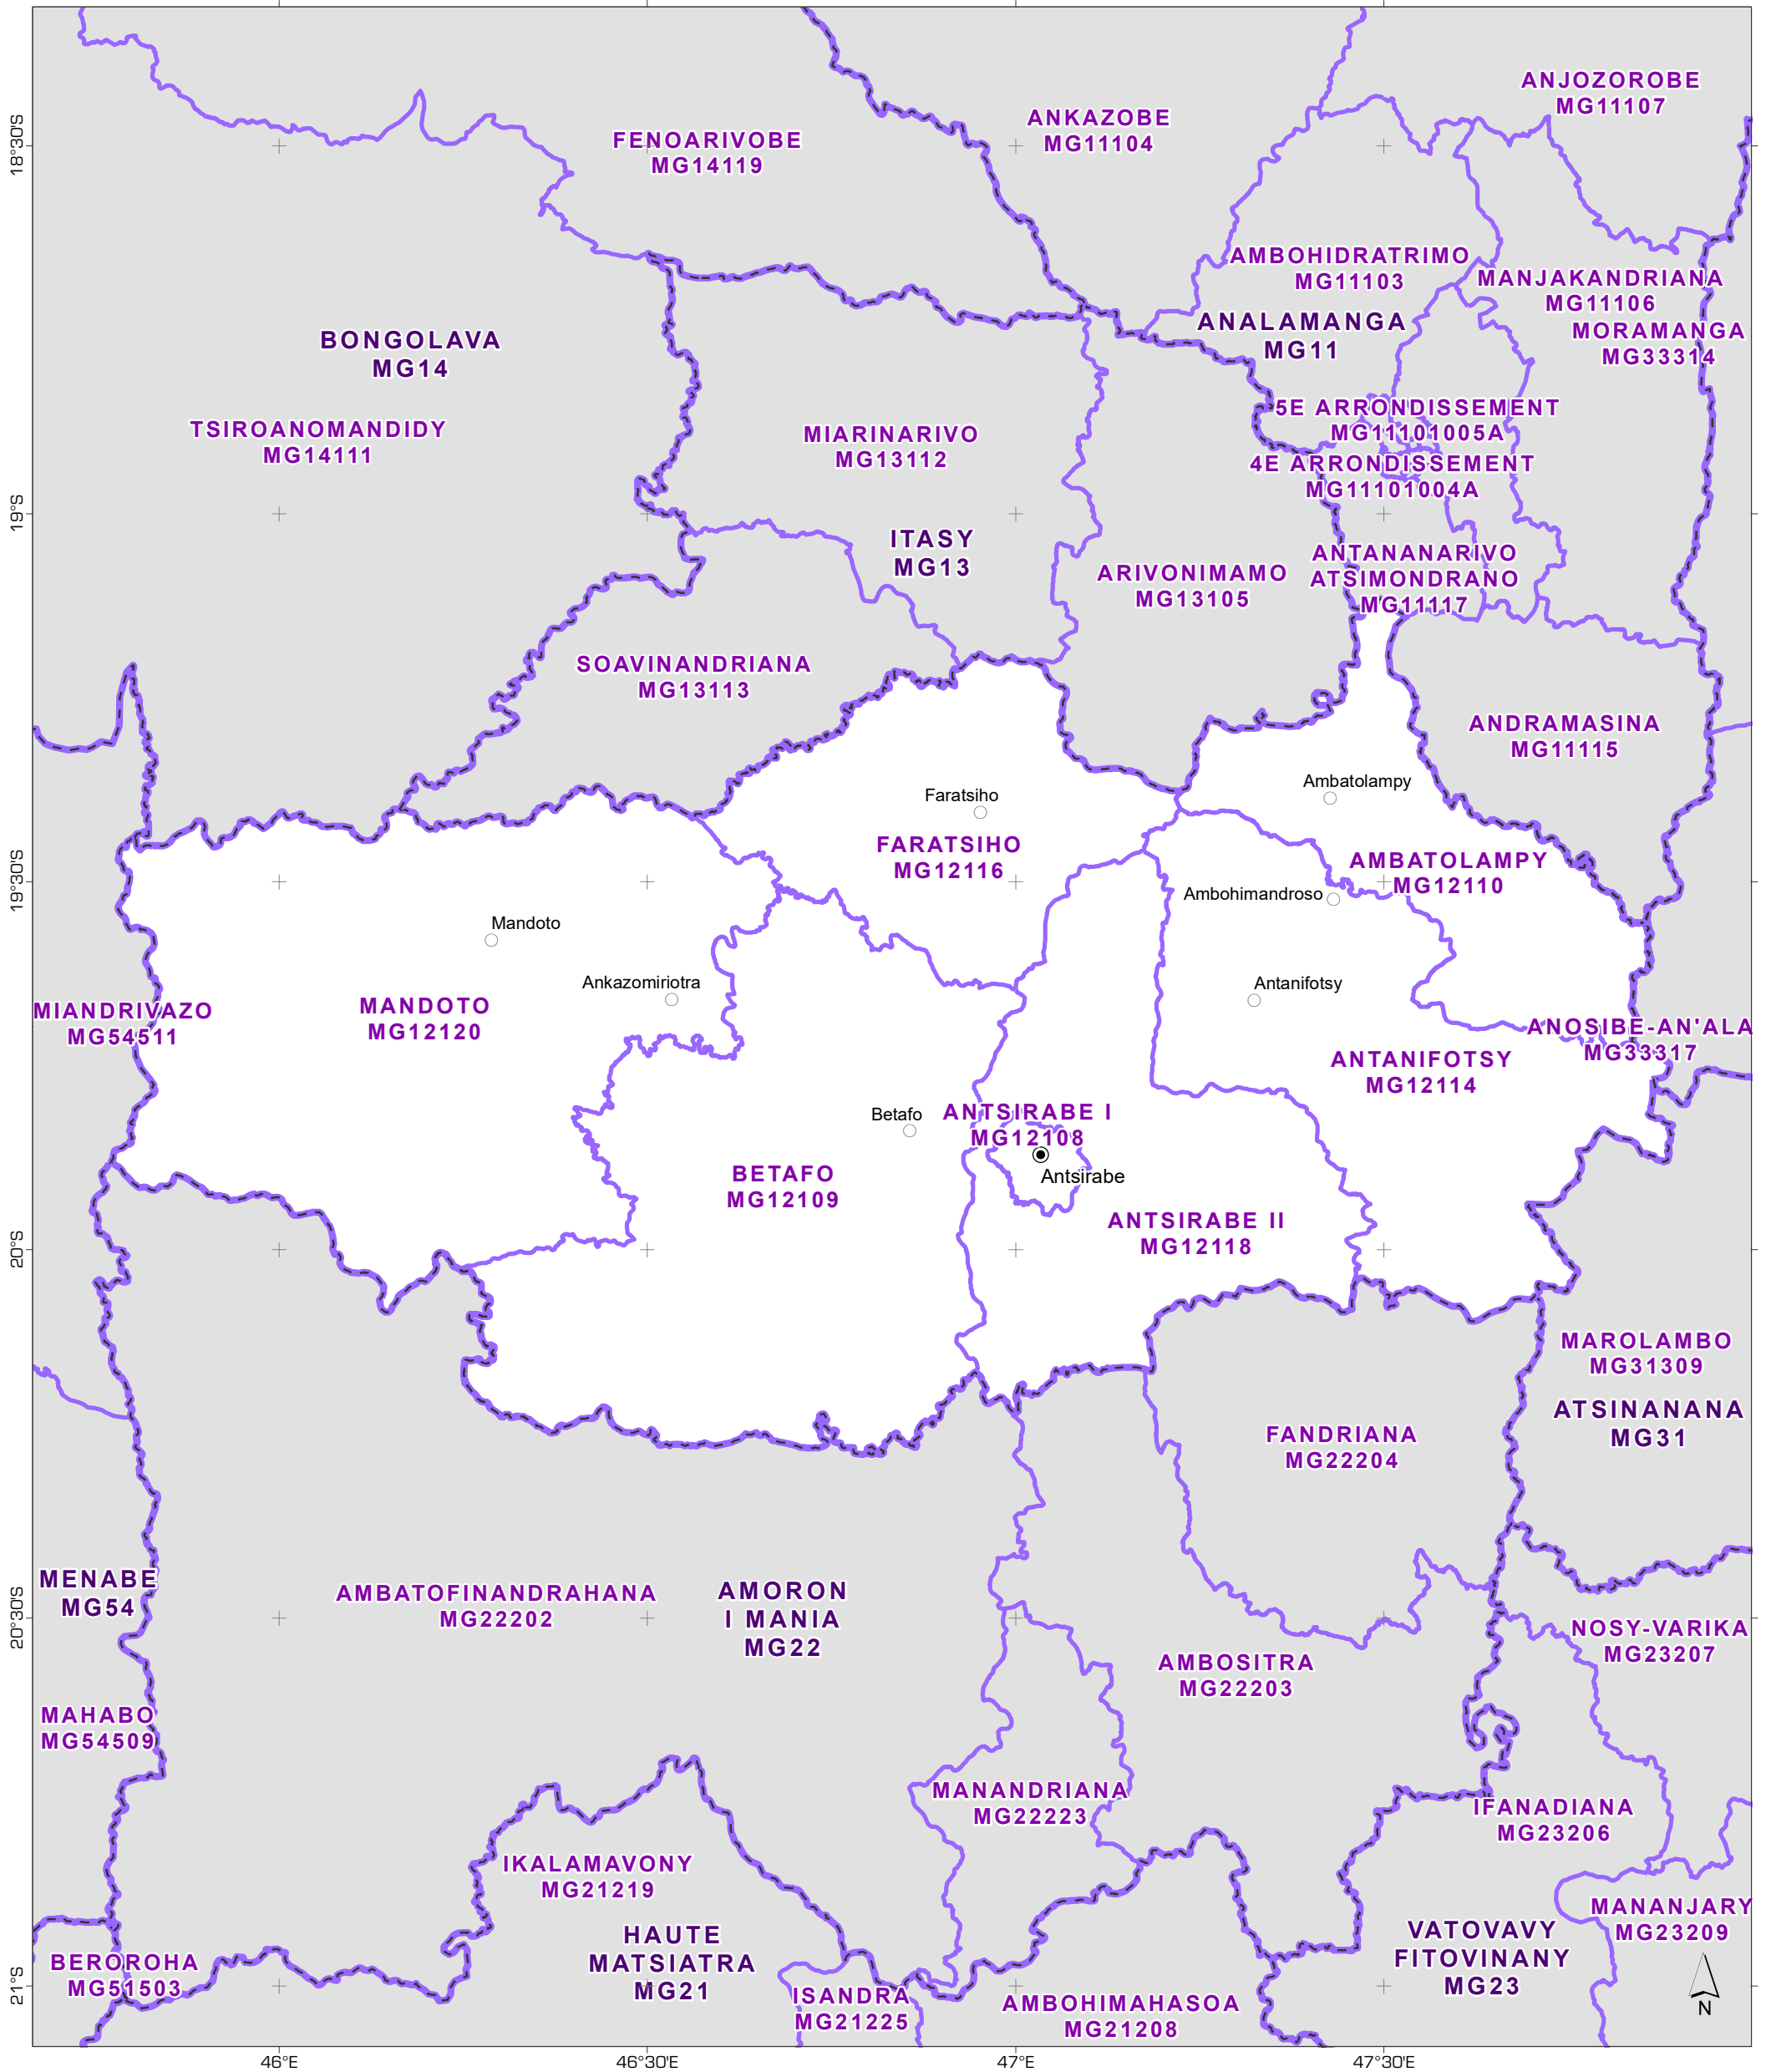 ANJOZOROBE
MG11107
ANKAZOBE
MG11104
18°30'S
FENOARIVOBE
MG14119
AMBOHIDRATRIMO
MG11103
MANJAKANDRIANA
MG11106
ANALAMANGA
MG11
MORAMANGA
MG33314
BONGOLAVA
MG14
TSIROANOMANDIDY
MG14111
MIARINARIVO
MG13112
5E ARRONDISSEMENT
MG11101005A
4E ARRONDISSEMENT
MG11101004A
19°S
ITASY
MG13
ARIVONIMAMO
MG13105
ANTANANARIVO
ATSIMONDRANO
MG11117
SOAVINANDRIANA
MG13113
ANDRAMASINA
MG11115
Faratsiho
Ambatolampy
FARATSIHO
MG12116
AMBATOLAMPY
MG12110
19°30'S
Ambohimandroso
Mandoto
Ankazomiriotra
Antanifotsy
MIANDRIVAZO
MG54511
MANDOTO
MG12120
ANOSIBE-AN'ALA
MG33317
ANTANIFOTSY
MG12114
Betafo
ANTSIRABE I
MG12108
Antsirabe
BETAFO
MG12109
ANTSIRABE II
MG12118
20°S
MAROLAMBO
MG31309
ATSINANANA
MG31
FANDRIANA
MG22204
MENABE
MG54
AMBATOFINANDRAHANA
MG22202
AMORON
I MANIA
MG22
20°30'S
NOSY-VARIKA
MG23207
AMBOSITRA
MG22203
MAHABO
MG54509
MANANDRIANA
MG22223
IFANADIANA
MG23206
IKALAMAVONY
MG21219
MANANJARY
MG23209
HAUTE
MATSIATRA
MG21
VATOVAVY
FITOVINANY
MG23
BEROROHA
MG51503
21°S
ISANDRA
MG21225
AMBOHIMAHASOA
MG21208
N
46°E
46°30'E
47°E
47°30'E